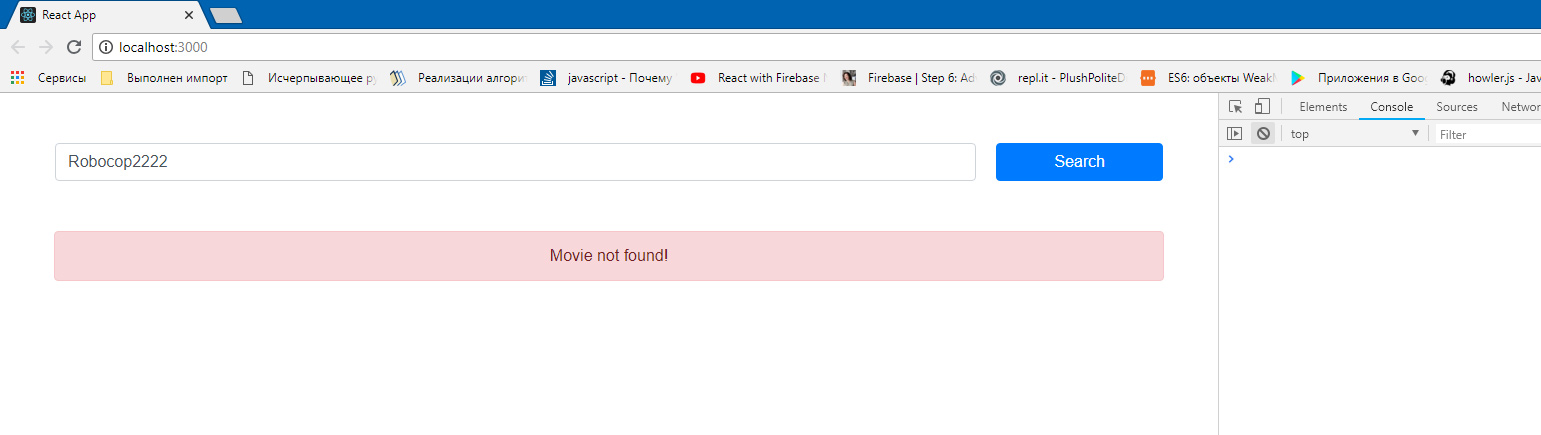 React App
localhost:3000
Сервисы Выполнен импорт Исчерпывающее ру Реализации алгорит javascript - Почему React with Firebase Firebase | Step 6: Ad repl.it - PlushPoliteD ES6: объекты Weak Приложения в Goo howler.js - Jav
Elements Console Sources Networ
top Filter
Robocop2222 Search
Movie not found!